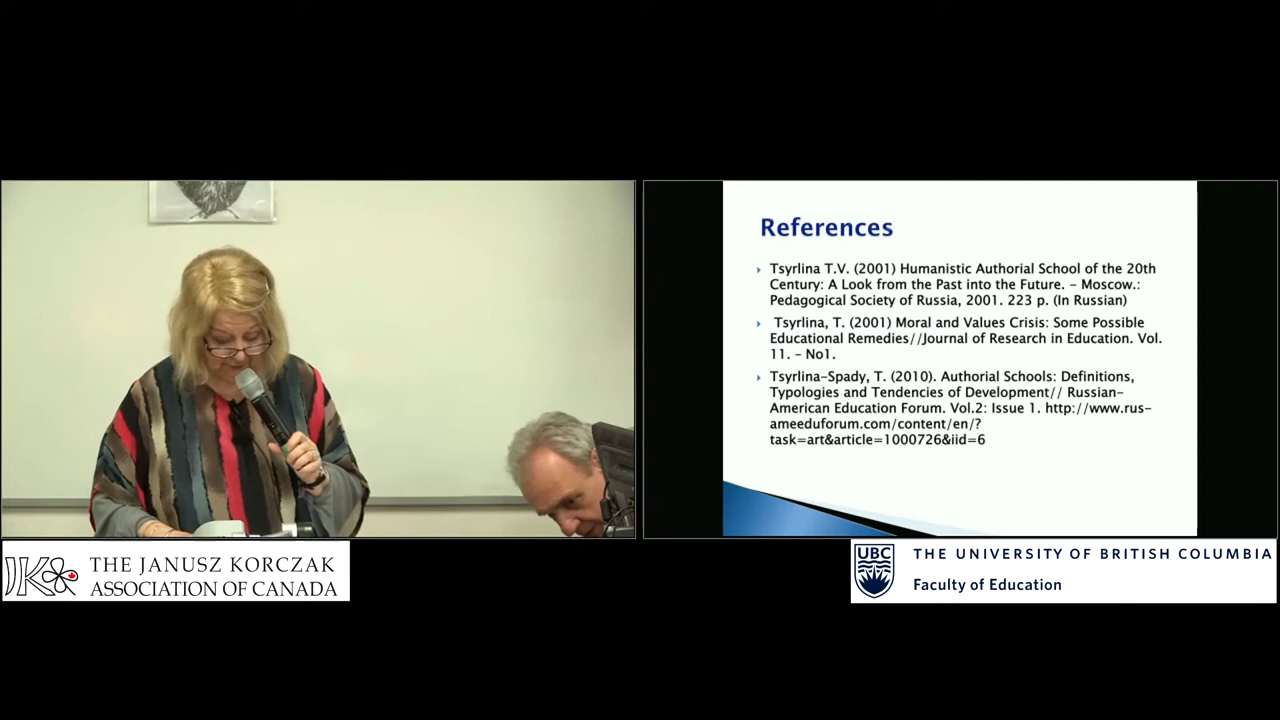 References
Tsyrlina T.V. (2001) Humanistic Authorial School of the 20th
Century: A Look from the Past into the Future. – Moscow.:
Pedagogical Society of Russia, 2001. 223 p. (In Russian)
Tsyrlina, T. (2001) Moral and Values Crisis: Some Possible
Educational Remedies//Journal of Research in Education. Vol.
11. – No1.
Tsyrlina-Spady, T. (2010). Authorial Schools: Definitions,
Typologies and Tendencies of Development// Russian-
American Education Forum. Vol.2: Issue 1. http://www.rus-
ameeduforum.com/content/en/?
task=art&article=1000726&iid=6
THE JANUSZ KORCZAK
ASSOCIATION OF CANADA
UBC
THE UNIVERSITY OF BRITISH COLUMBIA
Faculty of Education